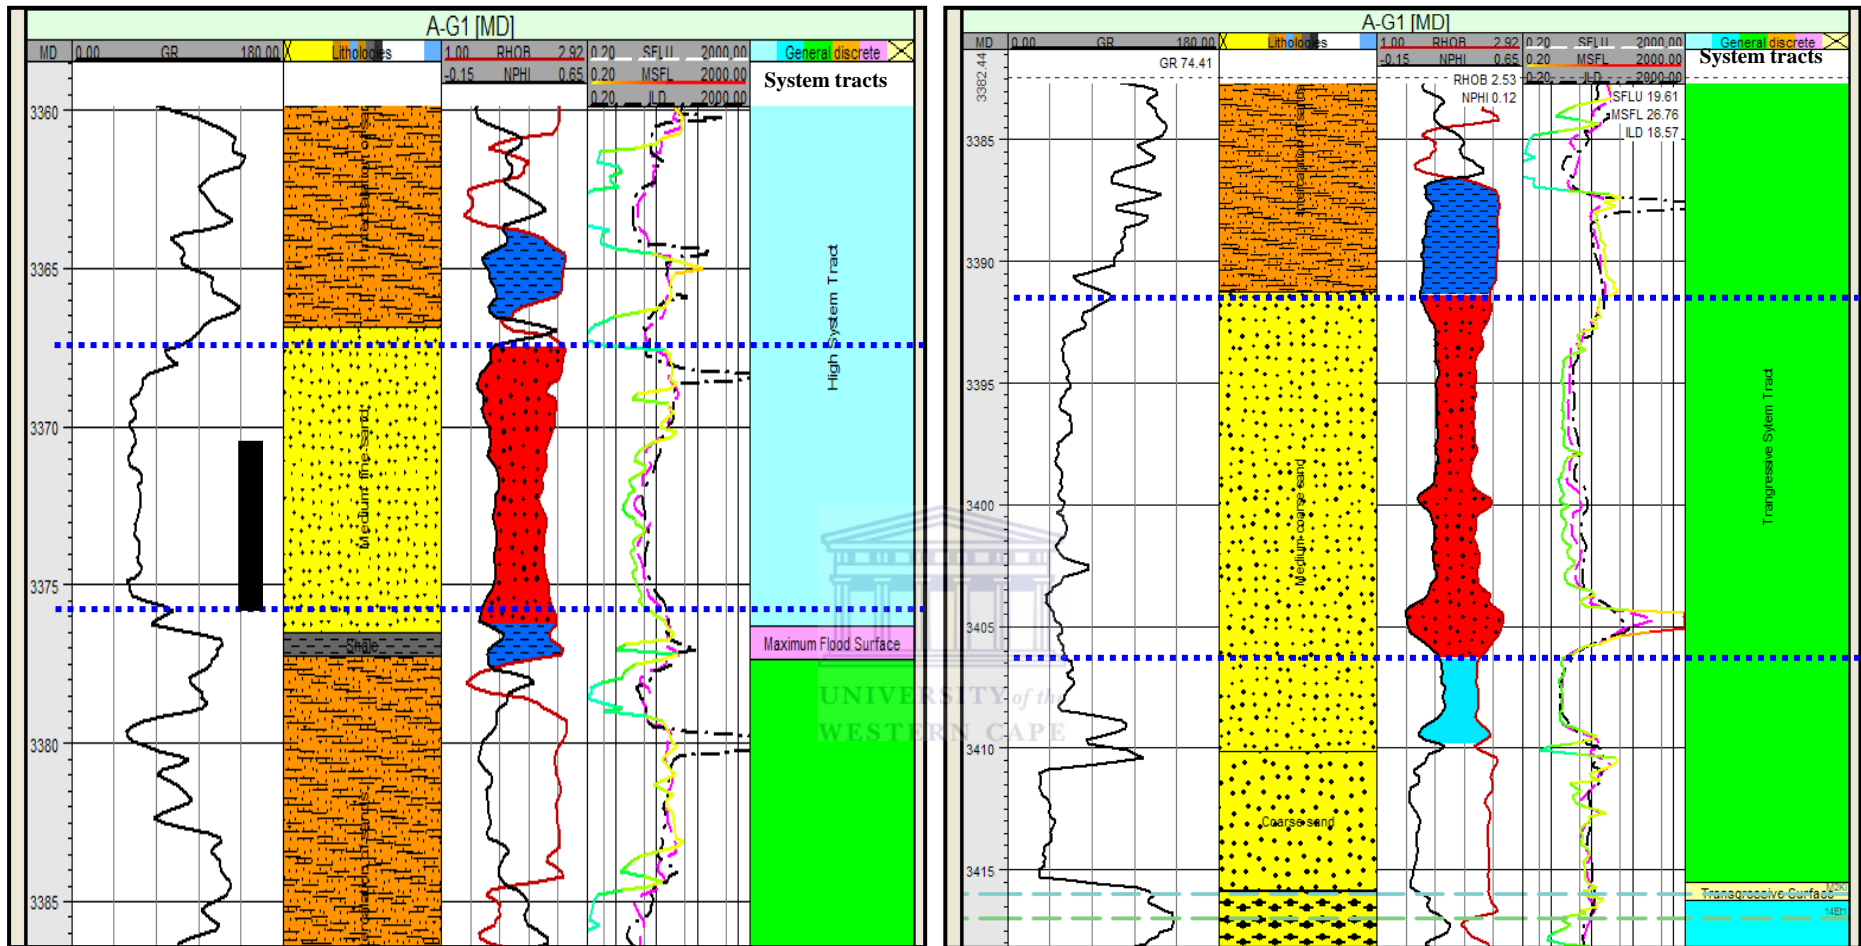 A-G1 [MD]
MD 0.00 GR 180.00 Lithologies 1.00 RHOB 2.92 0.20 SFLU 2000.00 General discrete
-0.15 NPHI 0.65 0.20 MSFL 2000.00 System tracts
0.20 ILD 2000.00
3360
3365
3370
3375
3380
3385
Medium fine sand
Shale
High System Tract
Maximum Flood Surface
A-G1 [MD]
MD 0.00 GR 180.00 Lithologies 1.00 RHOB 2.92 0.20 SFLU 2000.00 General discrete
-0.15 NPHI 0.65 0.20 MSFL 2000.00 System tracts
0.20 ILD 2000.00
3382.44
GR 74.41
RHOB 2.53
NPHI 0.12
SFLU 19.61
MSFL 26.76
ILD 18.57
3385
3390
3395
3400
3405
3410
3415
Medium coarse sand
Coarse sand
Trangressive Sytem Tract
Transgressive Surface
UNIVERSITY of the
WESTERN CAPE